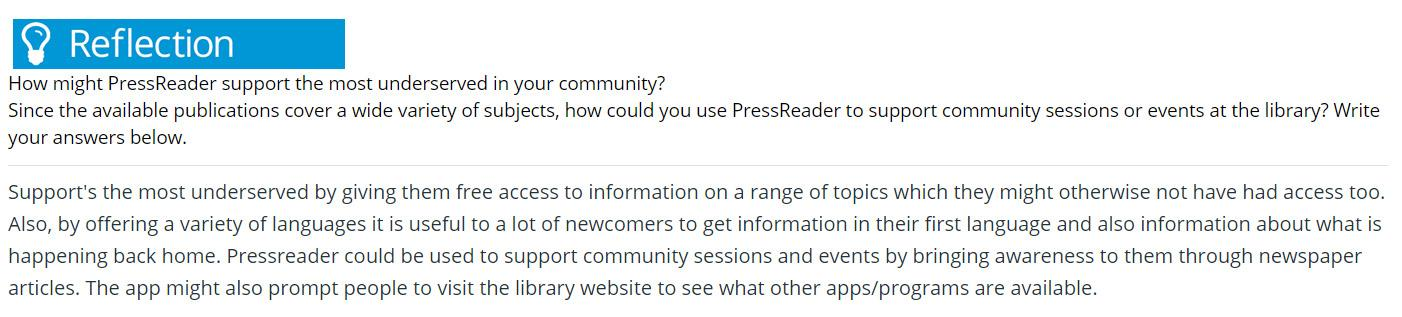 Reflection
How might PressReader support the most underserved in your community?
Since the available publications cover a wide variety of subjects, how could you use PressReader to support community sessions or events at the library? Write
your answers below.
Support's the most underserved by giving them free access to information on a range of topics which they might otherwise not have had access too.
Also, by offering a variety of languages it is useful to a lot of newcomers to get information in their first language and also information about what is
happening back home. Pressreader could be used to support community sessions and events by bringing awareness to them through newspaper
articles. The app might also prompt people to visit the library website to see what other apps/programs are available.